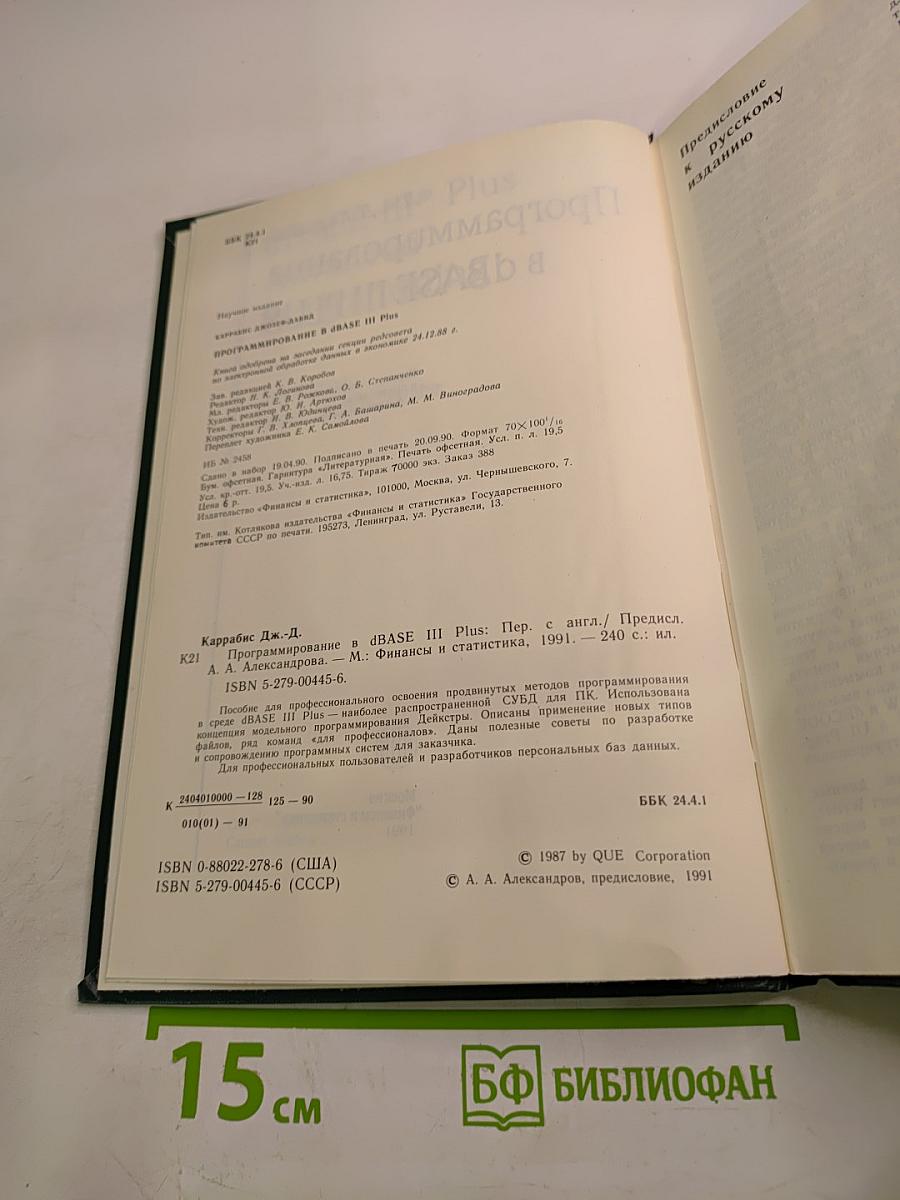 ББК 24.4.1
К21
Научное издание
КАРРАБИС ДЖОЗЕФ-ДАВИД
ПРОГРАММИРОВАНИЕ В dBASE III Plus
Книга одобрена на заседании секции редсовета
по электронной обработке данных в экономике 24.12.88 г.
Зав. редакцией К. В. Коробов
Редактор Н. К. Логинова
Мл. редакторы Е. В. Рожкова, О. Б. Степанченко
Худож. редактор Ю. И. Артюхов
Техн. редактор И. В. Юдинцева
Корректоры Г. В. Хлопцева, Г. А. Башарина, М. М. Виноградова
Переплет художника Е. К. Самойлова
ИБ № 2458
Сдано в набор 19.04.90. Подписано в печать 20.09.90. Формат 70×100¹/₁₆
Бум. офсетная. Гарнитура «Литературная». Печать офсетная. Усл. п. л. 19,5
Усл. кр.-отт. 19,5. Уч.-изд. л. 16,75. Тираж 70000 экз. Заказ 388
Цена 6 р.
Издательство «Финансы и статистика», 101000, Москва, ул. Чернышевского, 7.
Тип. им. Котлякова издательства «Финансы и статистика» Государственного
комитета СССР по печати. 195273, Ленинград, ул. Руставели, 13.
Каррабис Дж.-Д.
К21 Программирование в dBASE III Plus: Пер. с англ./ Предисл.
А. А. Александрова. — М.: Финансы и статистика, 1991. — 240 с.: ил.
ISBN 5-279-00445-6.
Пособие для профессионального освоения продвинутых методов программирования
в среде dBASE III Plus — наиболее распространенной СУБД для ПК. Использована
концепция модельного программирования Дейкстры. Описаны применение новых типов
файлов, ряд команд «для профессионалов». Даны полезные советы по разработке
и сопровождению программных систем для заказчика.
Для профессиональных пользователей и разработчиков персональных баз данных.
К 2404010000 — 128 125 — 90
010(01) — 91
ББК 24.4.1
ISBN 0-88022-278-6 (США)
ISBN 5-279-00445-6 (СССР)
© 1987 by QUE Corporation
© А. А. Александров, предисловие, 1991
Предисловие
к русскому
изданию
15 см
БФ БИБЛИОФАН